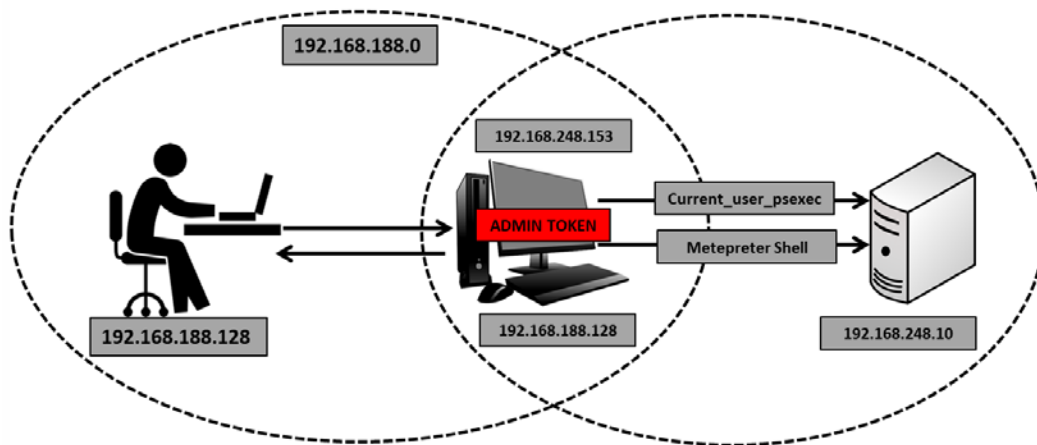 192.168.188.0
192.168.248.153
Current_user_psexec
ADMIN TOKEN
Metepreter Shell
192.168.188.128
192.168.188.128
192.168.248.10